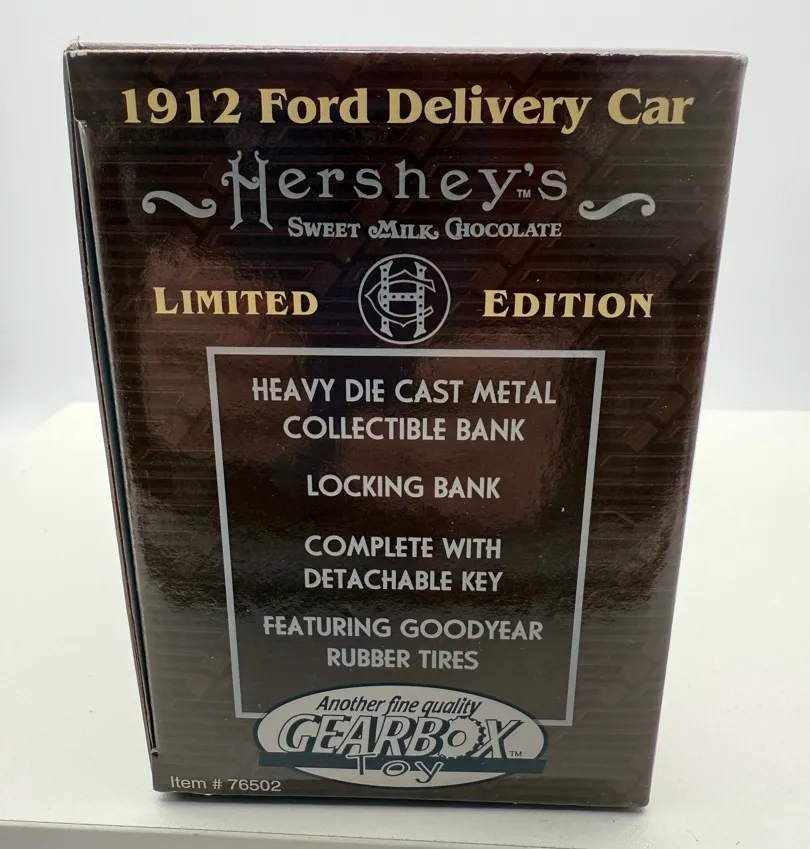 1912 Ford Delivery Car
Hershey's™
Sweet Milk Chocolate
Limited CHC Edition
HEAVY DIE CAST METAL
COLLECTIBLE BANK
LOCKING BANK
COMPLETE WITH
DETACHABLE KEY
FEATURING GOODYEAR
RUBBER TIRES
Another fine quality
GEARBOX™
Toy
Item # 76502